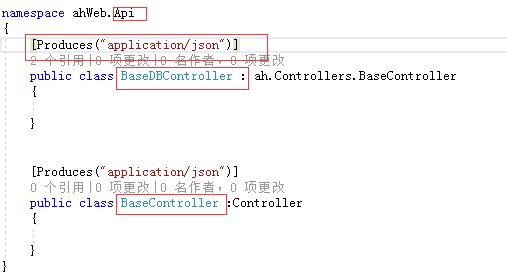 namespace ahWeb.Api
{
[Produces("application/json")]
2 个引用|0 项更改|0 名作者, 0 项更改
public class BaseDBController : ah.Controllers.BaseController
{
}
[Produces("application/json")]
0 个引用|0 项更改|0 名作者, 0 项更改
public class BaseController :Controller
{
}
}